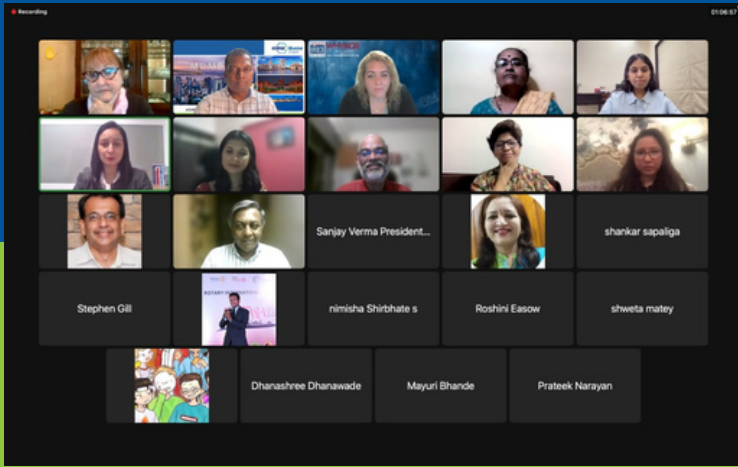 Recording
01:06:57
MUMB
Sanjay Verma President...
shankar sapaliga
Stephen Gill
nimisha Shirbhate s
Roshini Easow
shweta matey
Dhanashree Dhanawade
Mayuri Bhande
Prateek Narayan